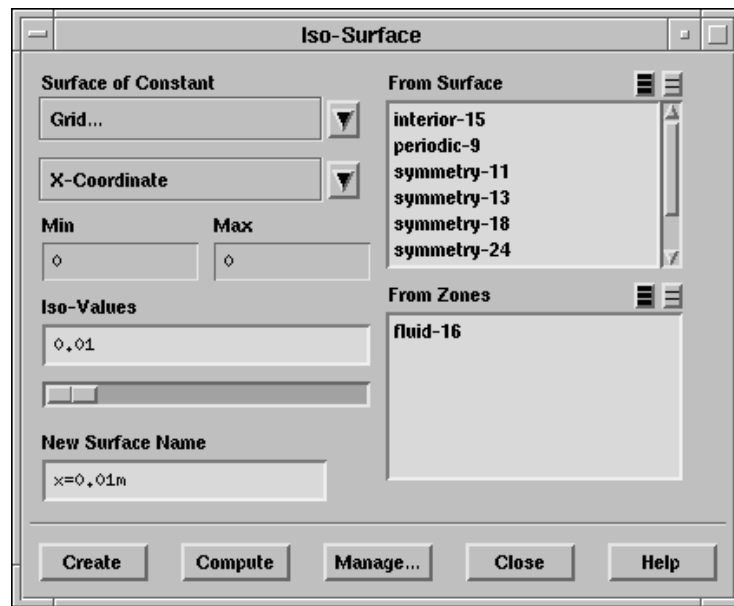 Iso-Surface
Surface of Constant
Grid...
X-Coordinate
Min Max
0 0
Iso-Values
0.01
New Surface Name
x=0.01m
From Surface
interior-15
periodic-9
symmetry-11
symmetry-13
symmetry-18
symmetry-24
From Zones
fluid-16
Create Compute Manage... Close Help